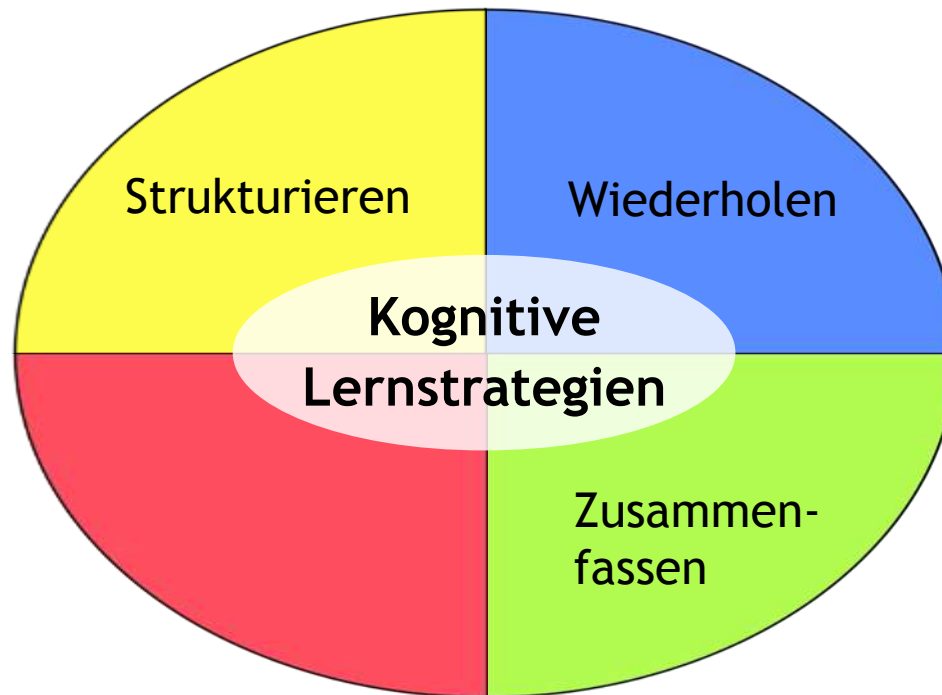 Strukturieren
Wiederholen
Kognitive
Lernstrategien
Zusammen-
fassen